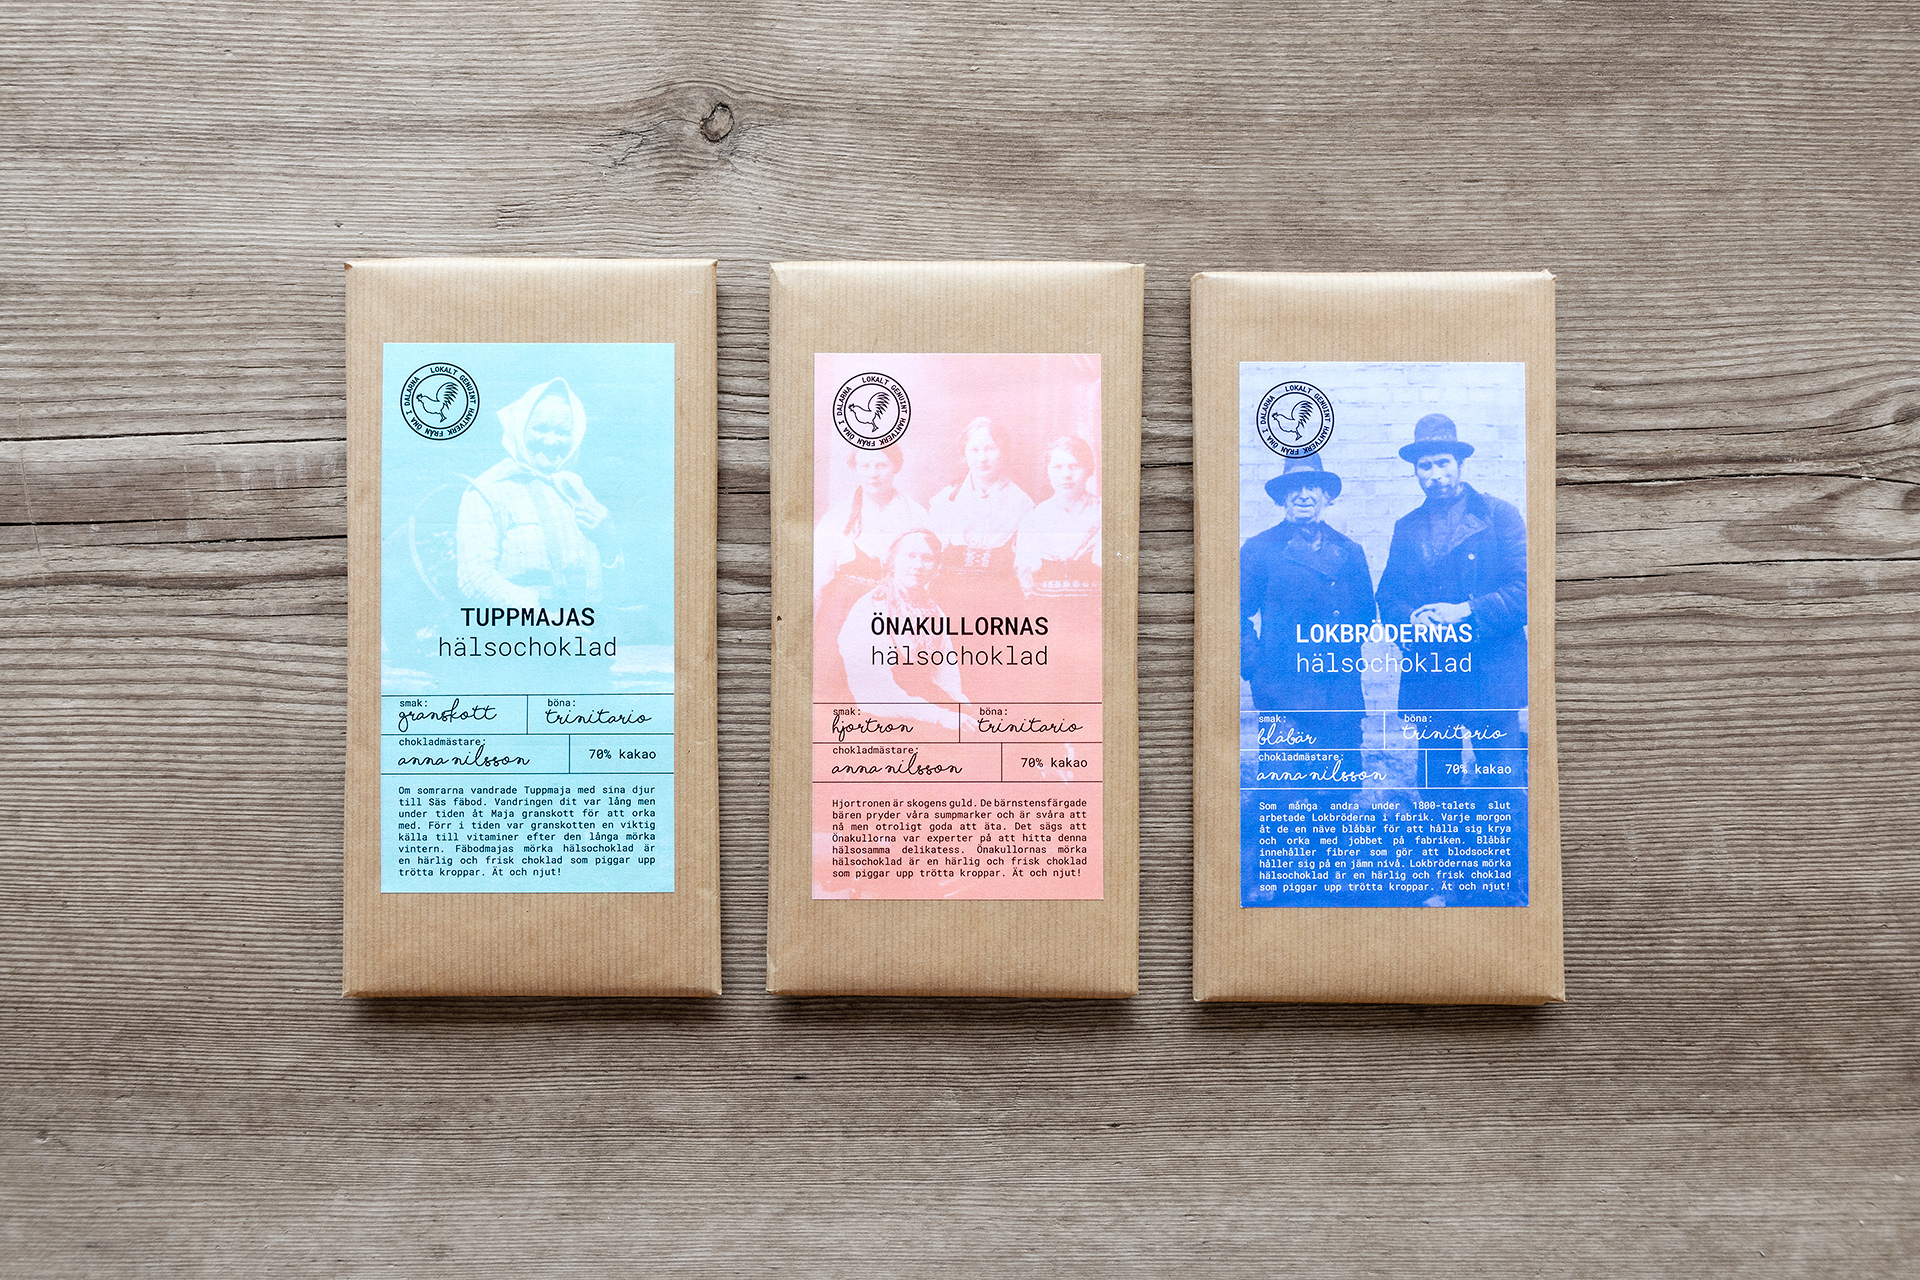 LOKALT GENUINT HANTVERK FRÅN ÖNA I DALARNA
TUPPMAJAS
hälsochoklad
smak:
granskott
böna:
trinitario
chokladmästare:
anna nilsson
70% kakao
Om somrarna vandrade Tuppmaja med sina djur
till Säs fäbod. Vandringen dit var lång men
under tiden åt Maja granskott för att orka
med. Förr i tiden var granskotten en viktig
källa till vitaminer efter den långa mörka
vintern. Fäbodmajas mörka hälsochoklad är
en härlig och frisk choklad som piggar upp
trötta kroppar. Ät och njut!
LOKALT GENUINT HANTVERK FRÅN ÖNA I DALARNA
ÖNAKULLORNAS
hälsochoklad
smak:
hjortron
böna:
trinitario
chokladmästare:
anna nilsson
70% kakao
Hjortronen är skogens guld. De bärnstensfärgade
bären pryder våra sumpmarker och är svåra att
nå men otroligt goda att äta. Det sägs att
Önakullorna var experter på att hitta denna
hälsosamma delikatess. Önakullornas mörka
hälsochoklad är en härlig och frisk choklad
som piggar upp trötta kroppar. Ät och njut!
LOKALT GENUINT HANTVERK FRÅN ÖNA I DALARNA
LOKBRÖDERNAS
hälsochoklad
smak:
blåbär
böna:
trinitario
chokladmästare:
anna nilsson
70% kakao
Som många andra under 1800-talets slut
arbetade Lokbröderna i fabrik. Varje morgon
åt de en näve blåbär för att hålla sig krya
och orka med jobbet på fabriken. Blåbär
innehåller fibrer som gör att blodsockret
håller sig på en jämn nivå. Lokbrödernas mörka
hälsochoklad är en härlig och frisk choklad
som piggar upp trötta kroppar. Ät och njut!